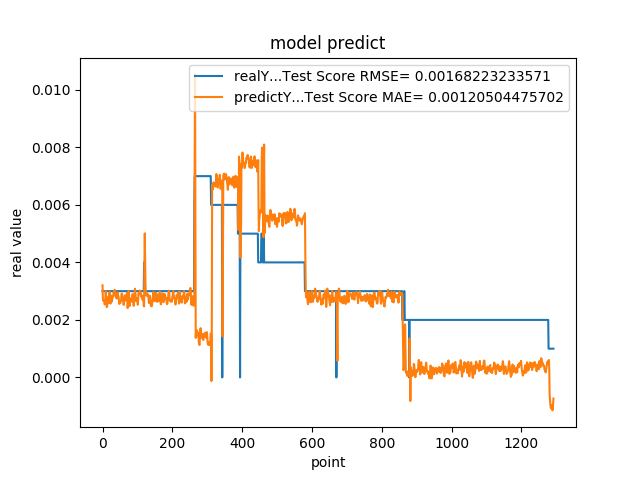 model predict
realY...Test Score RMSE= 0.00168223233571
predictY...Test Score MAE= 0.00120504475702
real value
0.010
0.008
0.006
0.004
0.002
0.000
0 200 400 600 800 1000 1200
point